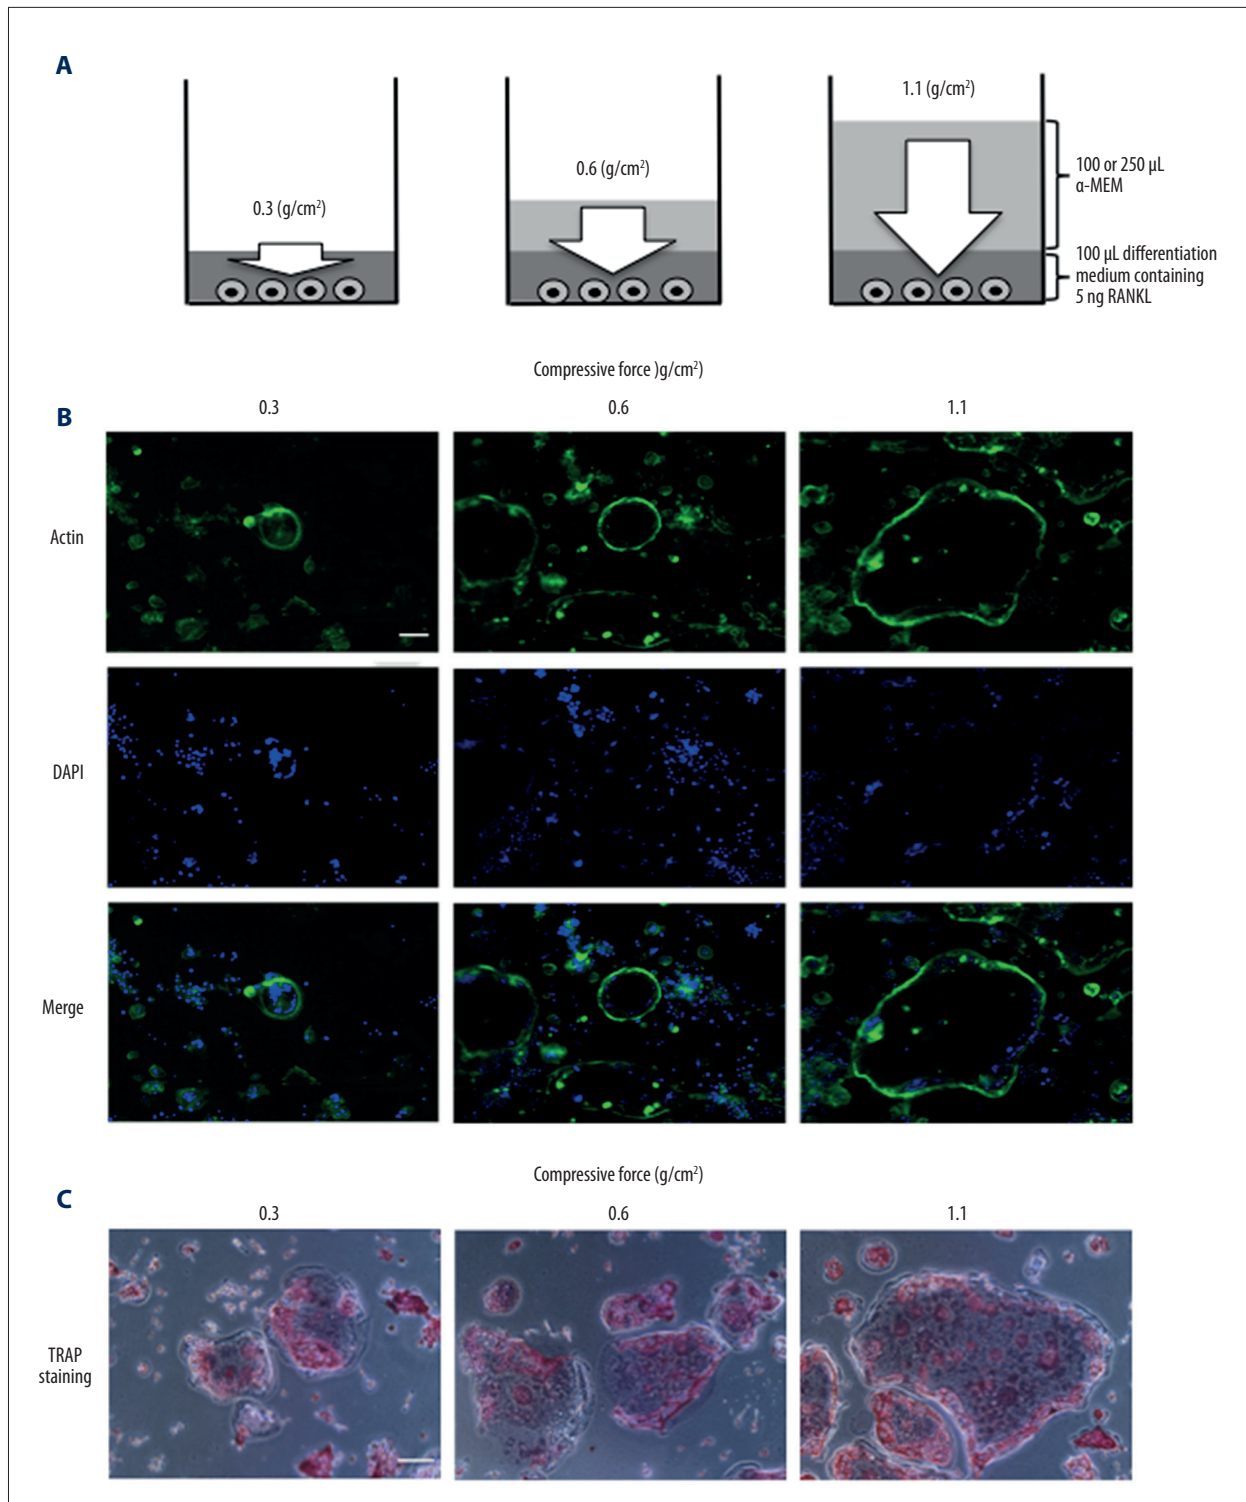 A
0.3 (g/cm²)
0.6 (g/cm²)
1.1 (g/cm²)
100 or 250 µL
α-MEM
100 µL differentiation
medium containing
5 ng RANKL
Compressive force )g/cm²)
B
0.3
0.6
1.1
Actin
DAPI
Merge
Compressive force (g/cm²)
C
0.3
0.6
1.1
TRAP
staining